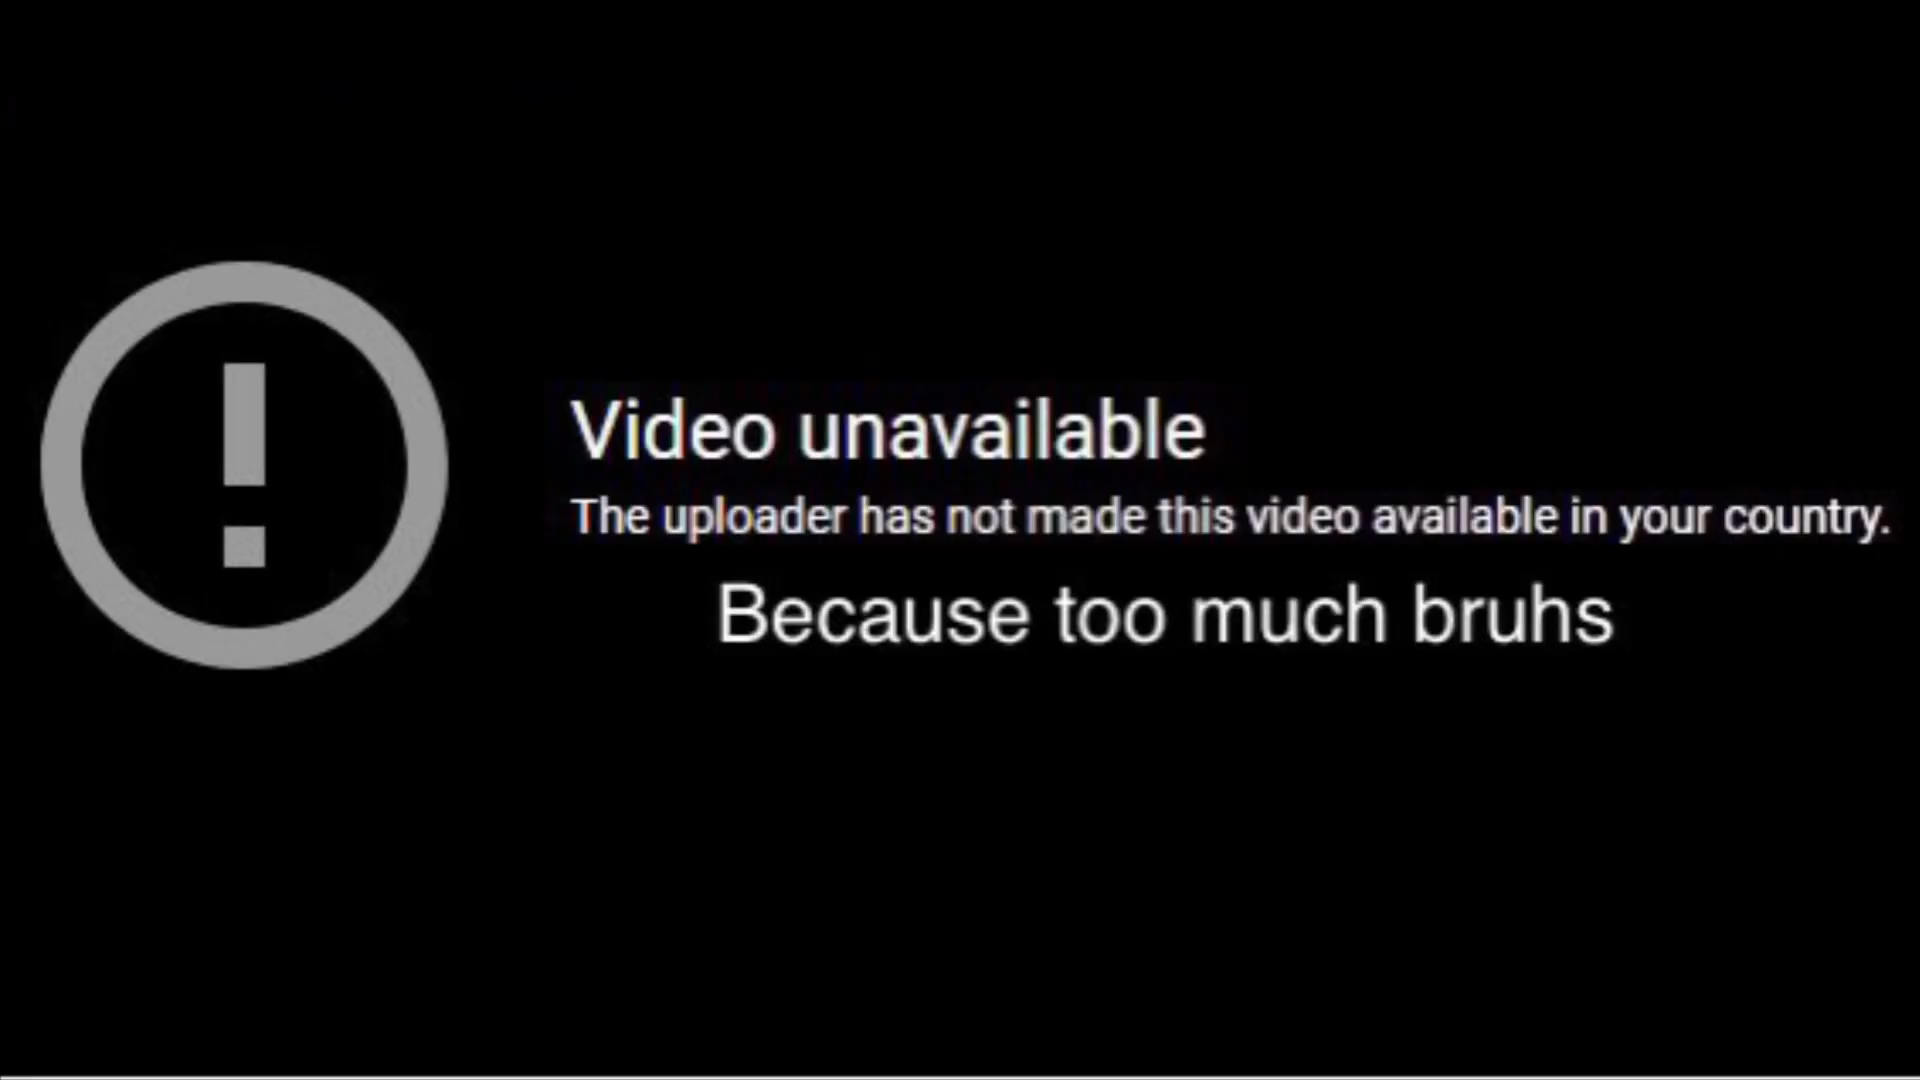 Video unavailable
The uploader has not made this video available in your country.
Because too much bruhs